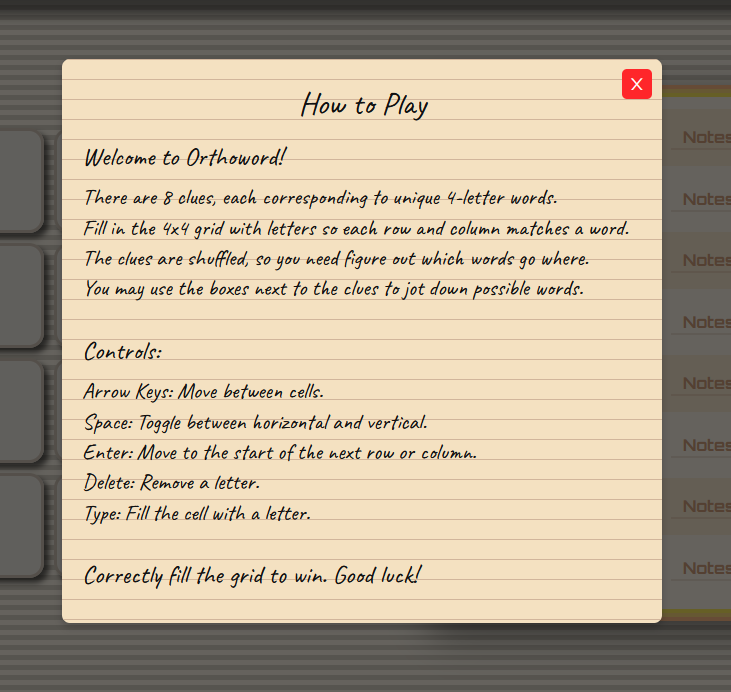 X
How to Play
Welcome to Orthoword!
There are 8 clues, each corresponding to unique 4-letter words.
Fill in the 4x4 grid with letters so each row and column matches a word.
The clues are shuffled, so you need figure out which words go where.
You may use the boxes next to the clues to jot down possible words.
Controls:
Arrow Keys: Move between cells.
Space: Toggle between horizontal and vertical.
Enter: Move to the start of the next row or column.
Delete: Remove a letter.
Type: Fill the cell with a letter.
Correctly fill the grid to win. Good luck!
Notes
Notes
Notes
Notes
Notes
Notes
Notes
Notes